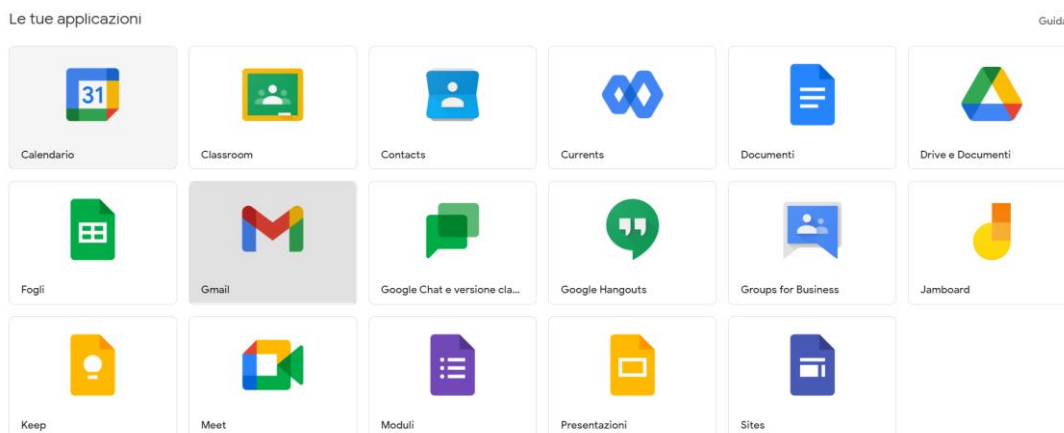 Le tue applicazioni
Guida
31
Calendario
Classroom
Contacts
Currents
Documenti
Drive e Documenti
Fogli
Gmail
Google Chat e versione cla...
Google Hangouts
Groups for Business
Jamboard
Keep
Meet
Moduli
Presentazioni
Sites